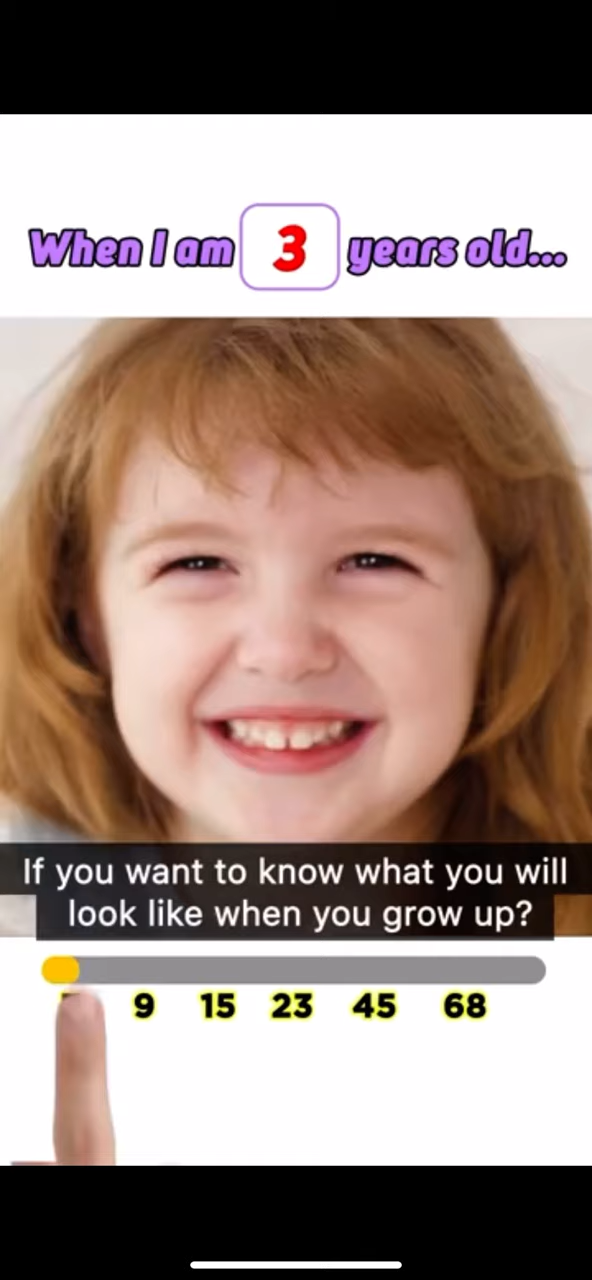 When I am 3 years old...
If you want to know what you will
look like when you grow up?
9 15 23 45 68